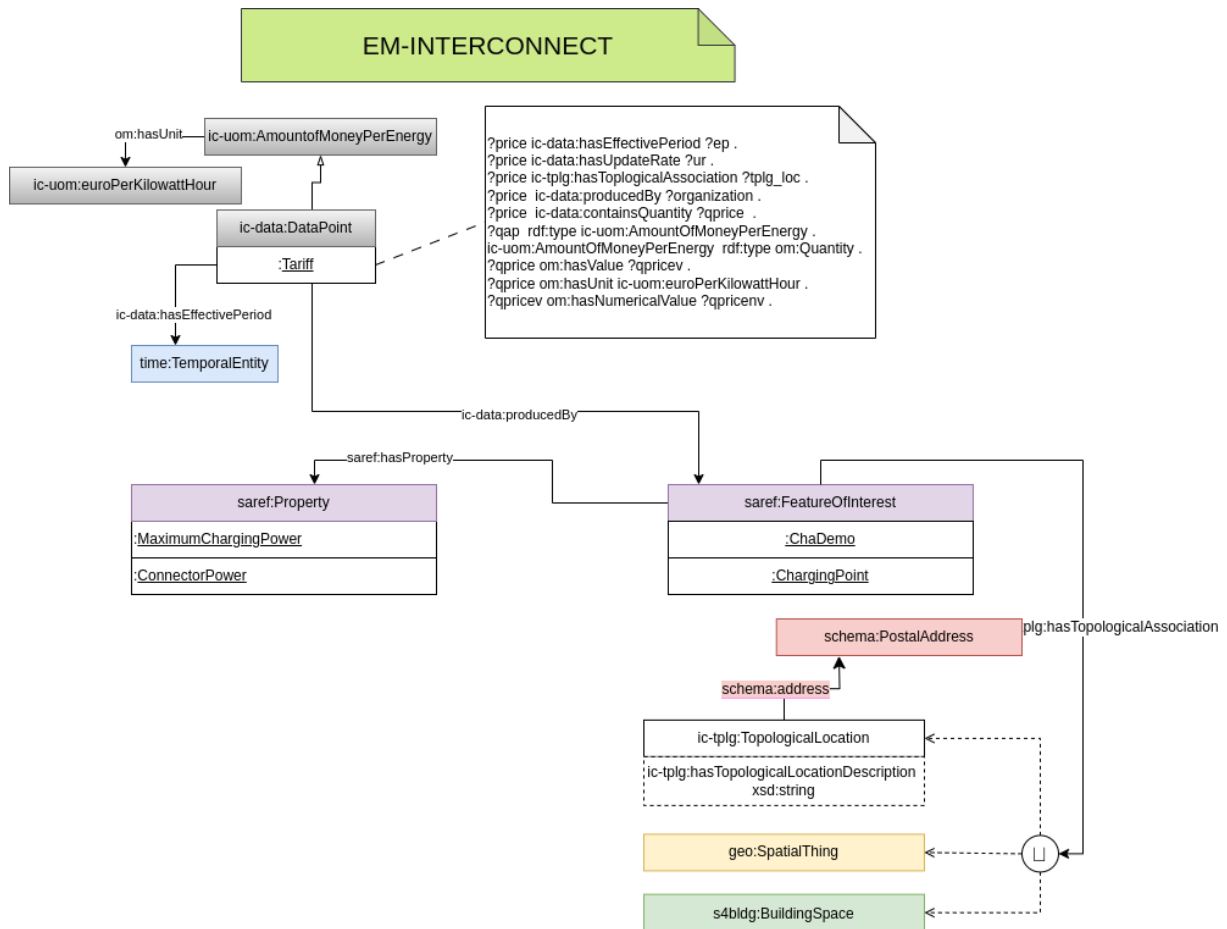 EM-INTERCONNECT
om:hasUnit
ic-uom:AmountofMoneyPerEnergy
ic-uom:euroPerKilowattHour
?price ic-data:hasEffectivePeriod ?ep .
?price ic-data:hasUpdateRate ?ur .
?price ic-tplg:hasToplogicalAssociation ?tplg_loc .
?price  ic-data:producedBy ?organization .
?price  ic-data:containsQuantity ?qprice  .
?qap  rdf:type ic-uom:AmountOfMoneyPerEnergy .
ic-uom:AmountOfMoneyPerEnergy  rdf:type om:Quantity .
?qprice om:hasValue ?qpricev .
?qprice om:hasUnit ic-uom:euroPerKilowattHour .
?qpricev om:hasNumericalValue ?qpricenv .
ic-data:DataPoint
:Tariff
ic-data:hasEffectivePeriod
time:TemporalEntity
ic-data:producedBy
saref:hasProperty
saref:Property
:MaximumChargingPower
:ConnectorPower
saref:FeatureOfInterest
:ChaDemo
:ChargingPoint
plg:hasTopologicalAssociation
schema:PostalAddress
schema:address
ic-tplg:TopologicalLocation
ic-tplg:hasTopologicalLocationDescription
xsd:string
geo:SpatialThing
⊔
s4bldg:BuildingSpace